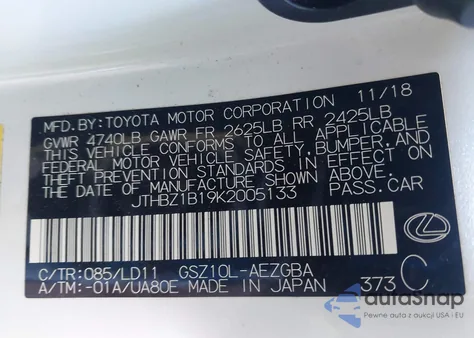 MFD. BY: TOYOTA MOTOR CORPORATION 11/18
GVWR 4740LB GAWR FR 2625LB RR 2425LB
THIS VEHICLE CONFORMS TO ALL APPLICABLE
FEDERAL MOTOR VEHICLE SAFETY, BUMPER, AND
THEFT PREVENTION STANDARDS IN EFFECT ON
THE DATE OF MANUFACTURE SHOWN ABOVE.
JTHBZ1B19K2005133 PASS. CAR
C/TR: 085/LD11 GSZ10L-AEZGBA
A/TM: -01A/UA80E MADE IN JAPAN 373 C
autosnap
Pewne auta z USA i EU